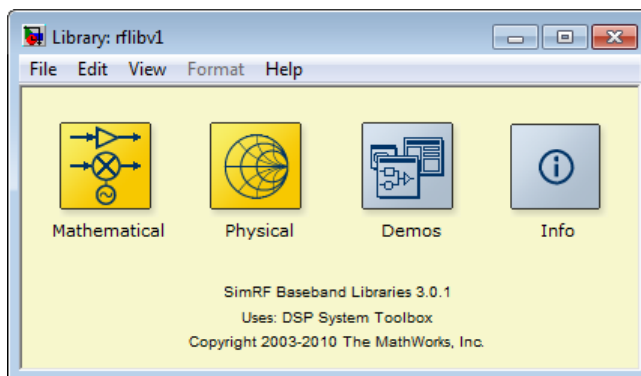 Library: rflibv1
File Edit View Format Help
Mathematical Physical Demos Info
SimRF Baseband Libraries 3.0.1
Uses: DSP System Toolbox
Copyright 2003-2010 The MathWorks, Inc.